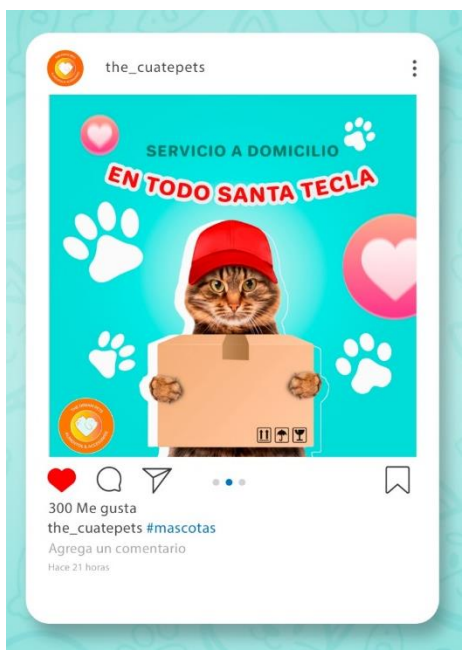 the_cuatepets
SERVICIO A DOMICILIO
EN TODO SANTA TECLA
300 Me gusta
the_cuatepets #mascotas
Agrega un comentario
Hace 21 horas